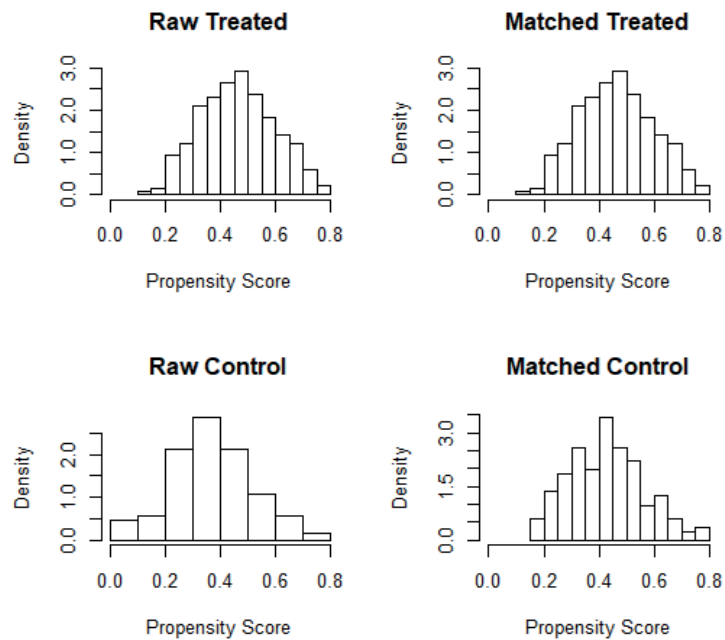 Raw Treated
Density
0.0 1.0 2.0 3.0
0.0 0.2 0.4 0.6 0.8
Propensity Score
Matched Treated
Density
0.0 1.0 2.0 3.0
0.0 0.2 0.4 0.6 0.8
Propensity Score
Raw Control
Density
0.0 1.0 2.0
0.0 0.2 0.4 0.6 0.8
Propensity Score
Matched Control
Density
0.0 1.5 3.0
0.0 0.2 0.4 0.6 0.8
Propensity Score